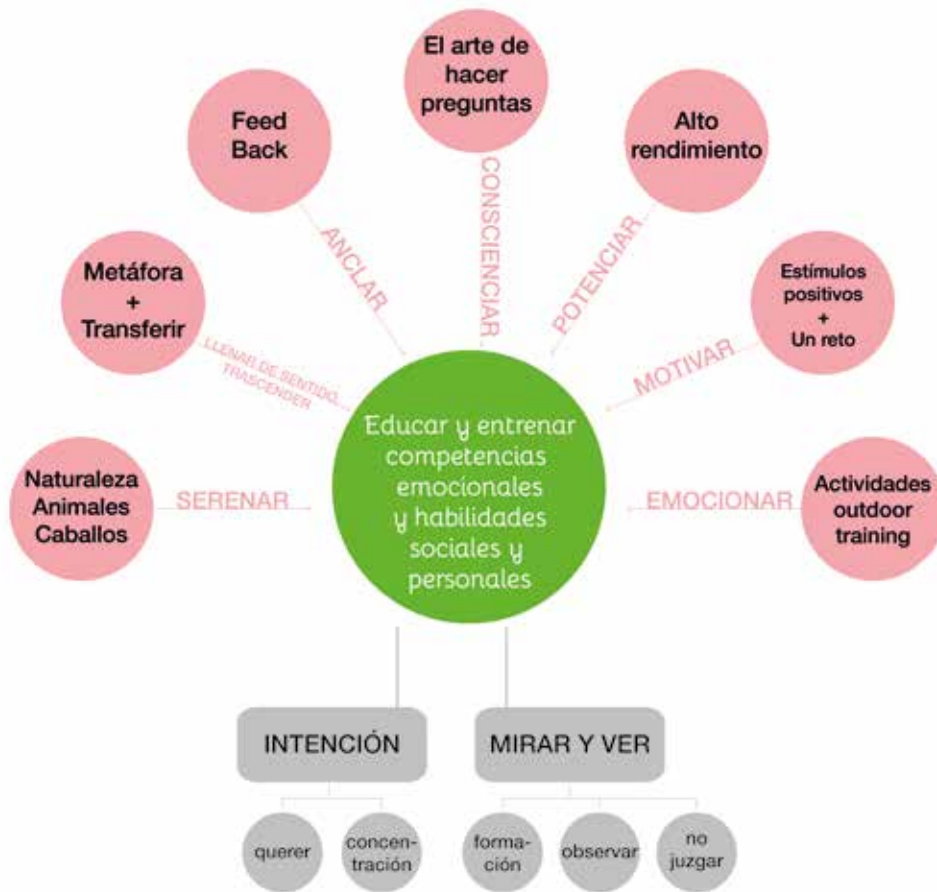 El arte de
hacer
preguntas
Feed
Back
Alto
rendimiento
ANCLAR
CONSCIENCIAR
POTENCIAR
Metáfora
+
Transferir
Estímulos
positivos
+
Un reto
LLENAR DE SENTIDO,
TRASCENDER
MOTIVAR
Educar y entrenar
competencias
emocionales
y habilidades
sociales y
personales
Naturaleza
Animales
Caballos
SERENAR
EMOCIONAR
Actividades
outdoor
training
INTENCIÓN
MIRAR Y VER
querer
concen-
tración
forma-
ción
observar
no
juzgar